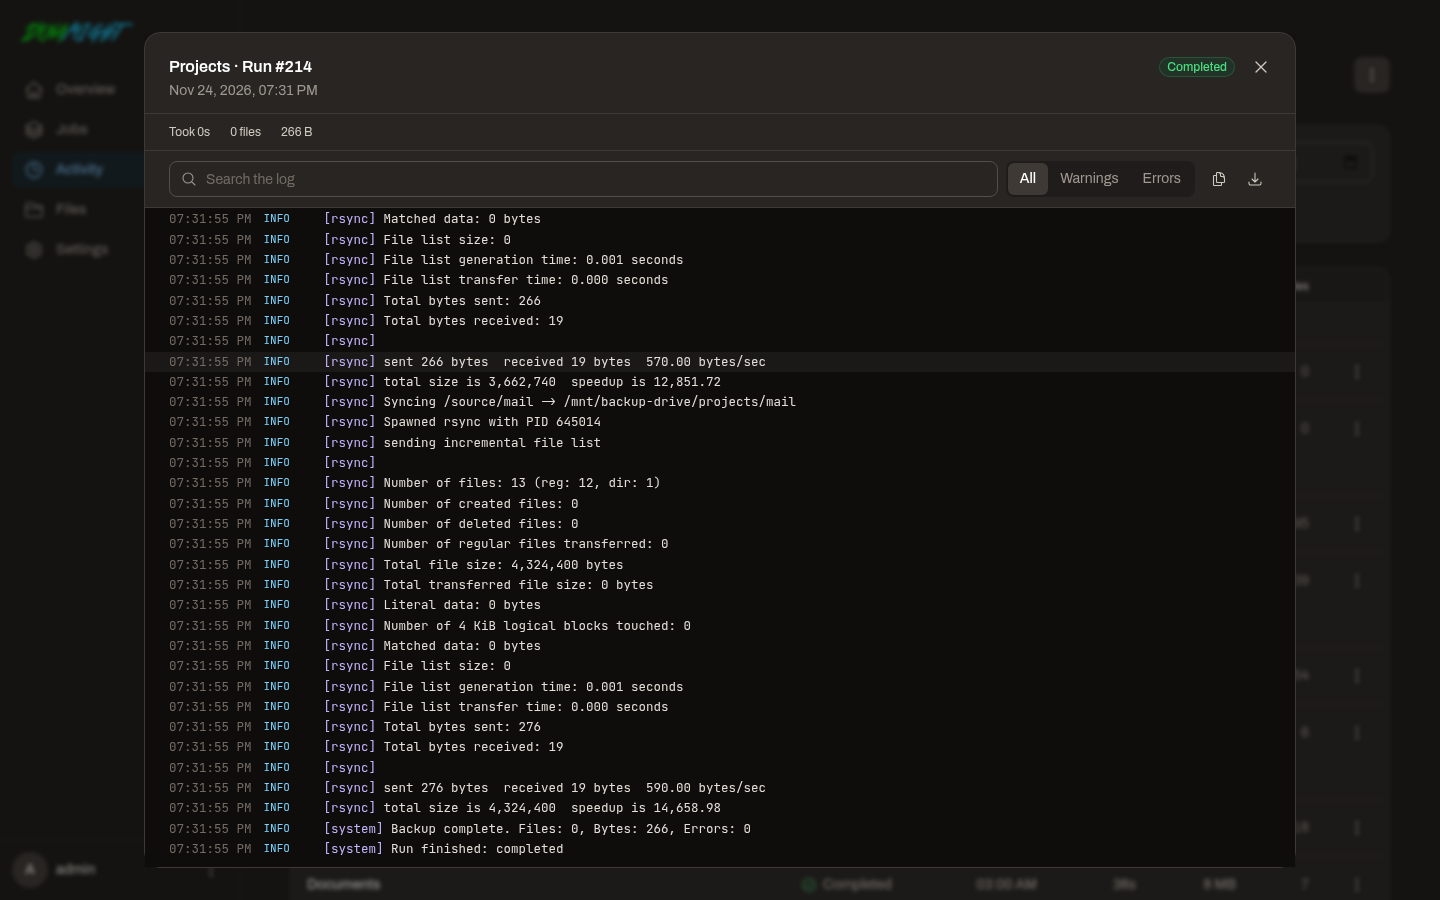 Overview
Jobs
Activity
Files
Settings
admin
A
Projects · Run #214
Completed
Nov 24, 2026, 07:31 PM
Took 0s 0 files 266 B
Search the log
All Warnings Errors
07:31:55 PM INFO [rsync] Matched data: 0 bytes
07:31:55 PM INFO [rsync] File list size: 0
07:31:55 PM INFO [rsync] File list generation time: 0.001 seconds
07:31:55 PM INFO [rsync] File list transfer time: 0.000 seconds
07:31:55 PM INFO [rsync] Total bytes sent: 266
07:31:55 PM INFO [rsync] Total bytes received: 19
07:31:55 PM INFO [rsync]
07:31:55 PM INFO [rsync] sent 266 bytes  received 19 bytes  570.00 bytes/sec
07:31:55 PM INFO [rsync] total size is 3,662,740  speedup is 12,851.72
07:31:55 PM INFO [rsync] Syncing /source/mail → /mnt/backup-drive/projects/mail
07:31:55 PM INFO [rsync] Spawned rsync with PID 645014
07:31:55 PM INFO [rsync] sending incremental file list
07:31:55 PM INFO [rsync]
07:31:55 PM INFO [rsync] Number of files: 13 (reg: 12, dir: 1)
07:31:55 PM INFO [rsync] Number of created files: 0
07:31:55 PM INFO [rsync] Number of deleted files: 0
07:31:55 PM INFO [rsync] Number of regular files transferred: 0
07:31:55 PM INFO [rsync] Total file size: 4,324,400 bytes
07:31:55 PM INFO [rsync] Total transferred file size: 0 bytes
07:31:55 PM INFO [rsync] Literal data: 0 bytes
07:31:55 PM INFO [rsync] Number of 4 KiB logical blocks touched: 0
07:31:55 PM INFO [rsync] Matched data: 0 bytes
07:31:55 PM INFO [rsync] File list size: 0
07:31:55 PM INFO [rsync] File list generation time: 0.001 seconds
07:31:55 PM INFO [rsync] File list transfer time: 0.000 seconds
07:31:55 PM INFO [rsync] Total bytes sent: 276
07:31:55 PM INFO [rsync] Total bytes received: 19
07:31:55 PM INFO [rsync]
07:31:55 PM INFO [rsync] sent 276 bytes  received 19 bytes  590.00 bytes/sec
07:31:55 PM INFO [rsync] total size is 4,324,400  speedup is 14,658.98
07:31:55 PM INFO [system] Backup complete. Files: 0, Bytes: 266, Errors: 0
07:31:55 PM INFO [system] Run finished: completed
Documents Completed 03:00 AM 9 MB 7